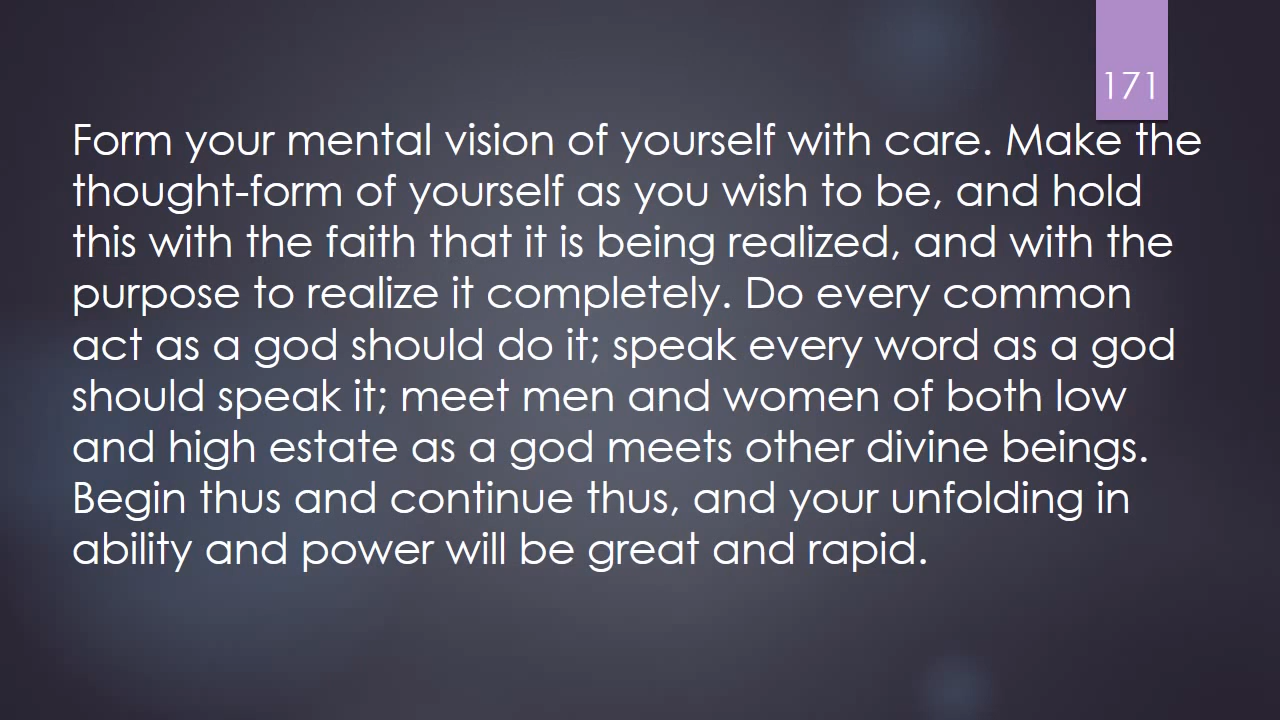 171
Form your mental vision of yourself with care. Make the
thought-form of yourself as you wish to be, and hold
this with the faith that it is being realized, and with the
purpose to realize it completely. Do every common
act as a god should do it; speak every word as a god
should speak it; meet men and women of both low
and high estate as a god meets other divine beings.
Begin thus and continue thus, and your unfolding in
ability and power will be great and rapid.